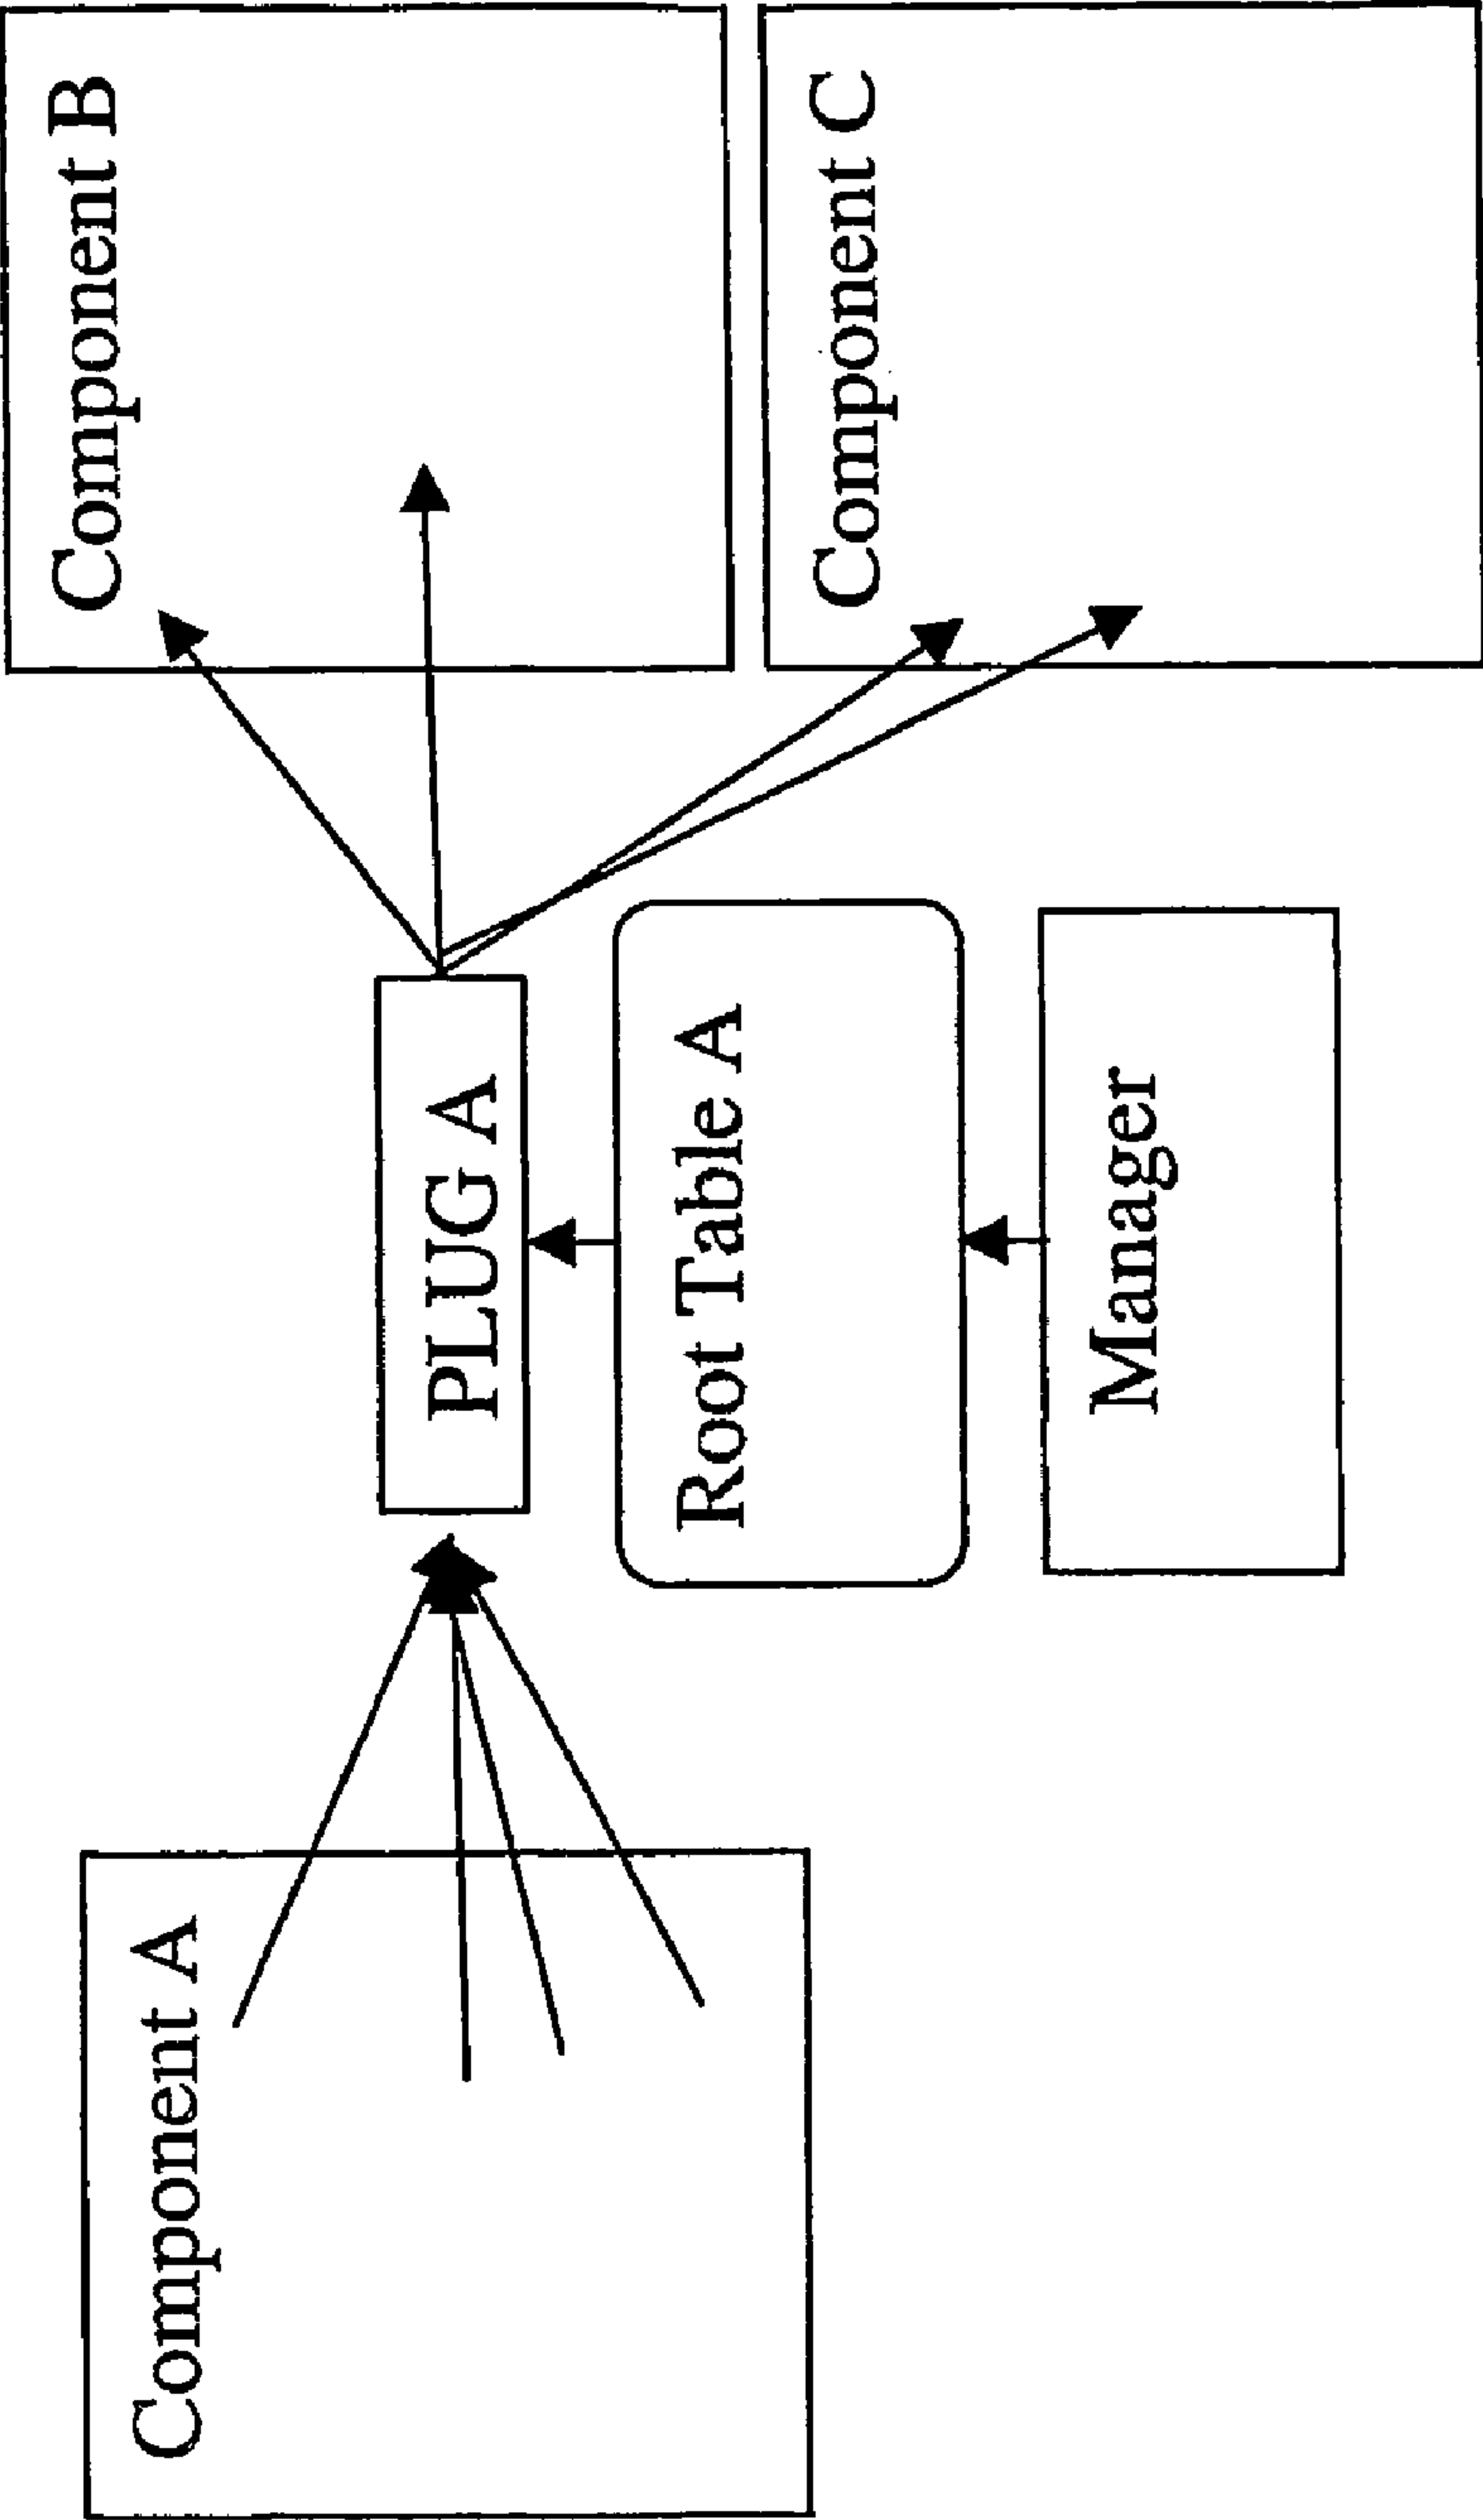 Component A
PLUG A
Root Table A
Manager
Component B
Component C